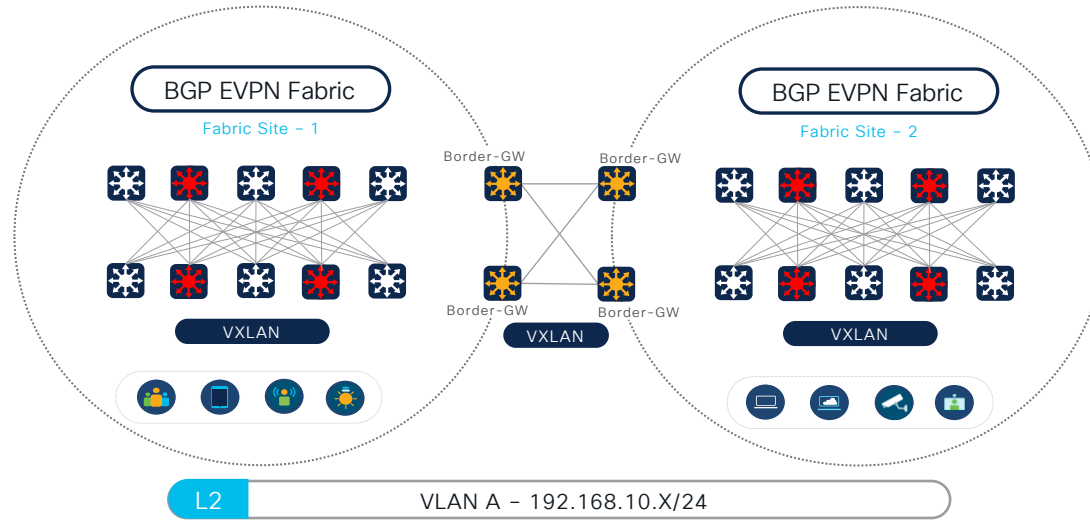 BGP EVPN Fabric
Fabric Site - 1
BGP EVPN Fabric
Fabric Site - 2
Border-GW
Border-GW
Border-GW
Border-GW
VXLAN
VXLAN
VXLAN
L2
VLAN A - 192.168.10.X/24